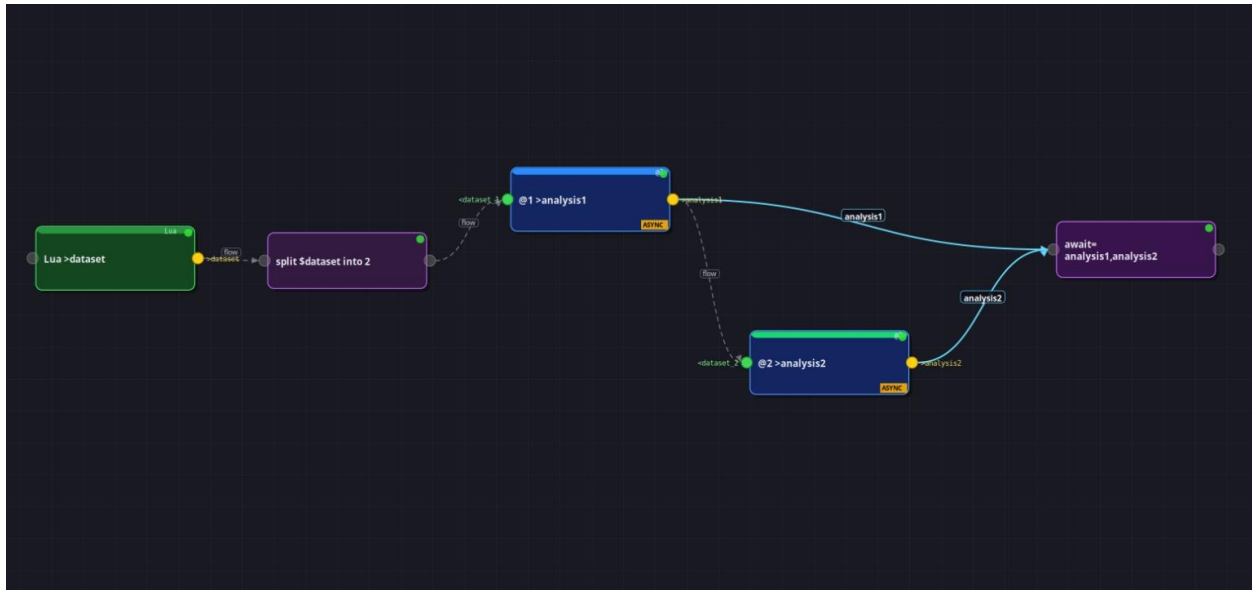 Lua
Lua >dataset
>dataset
flow
split $dataset into 2
flow
<dataset_1
@1 >analysis1
ASYNC
>analysis1
flow
analysis1
<dataset_2
@2 >analysis2
ASYNC
>analysis2
analysis2
await=
analysis1,analysis2